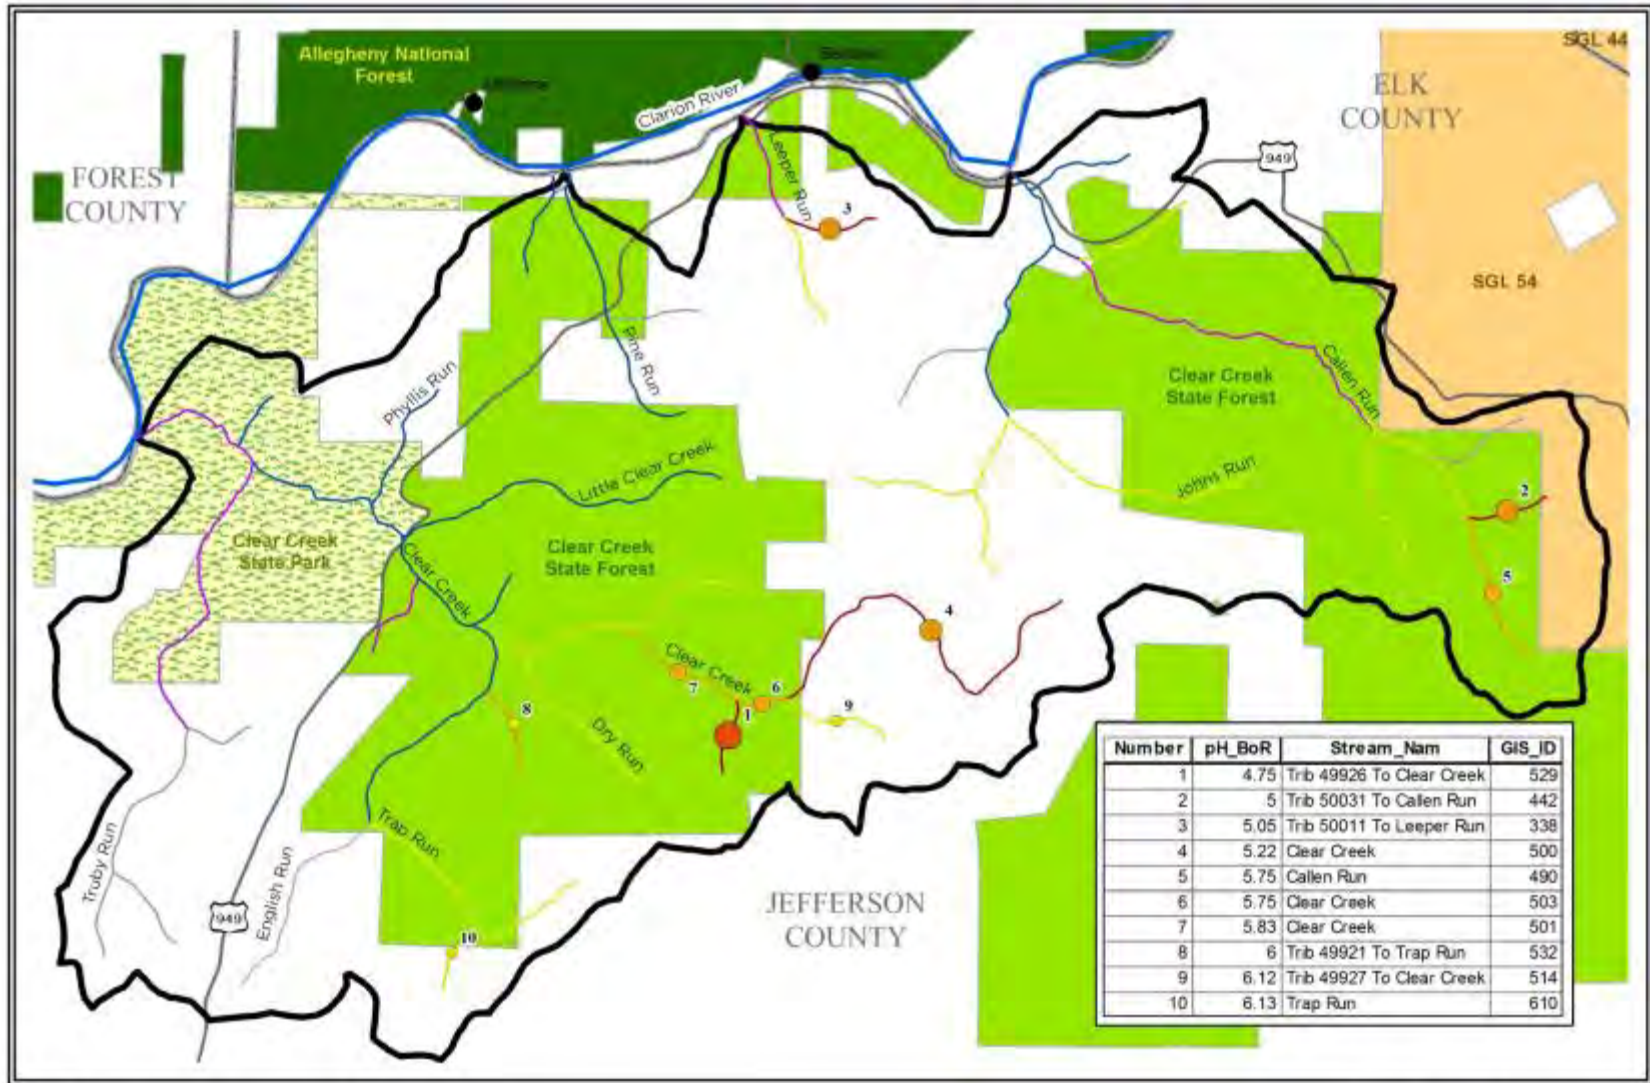 Allegheny National
Forest
SGL 44
ELK
COUNTY
Clarion River
949
FOREST
COUNTY
Leeper Run
3
SGL 54
Pine Run
Phyllis Run
Callen Run
Clear Creek
State Forest
Little Clear Creek
Johns Run
2
Clear Creek
State Park
Clear Creek
Clear Creek
State Forest
5
4
Clear Creek
7
6
1
9
8
Dry Run
Trap Run
Truby Run
English Run
949
10
JEFFERSON
COUNTY
Number pH_BoR Stream_Nam GIS_ID
1 4.75 Trib 49926 To Clear Creek 529
2 5 Trib 50031 To Callen Run 442
3 5.05 Trib 50011 To Leeper Run 338
4 5.22 Clear Creek 500
5 5.75 Callen Run 490
6 5.75 Clear Creek 503
7 5.83 Clear Creek 501
8 6 Trib 49921 To Trap Run 532
9 6.12 Trib 49927 To Clear Creek 514
10 6.13 Trap Run 610